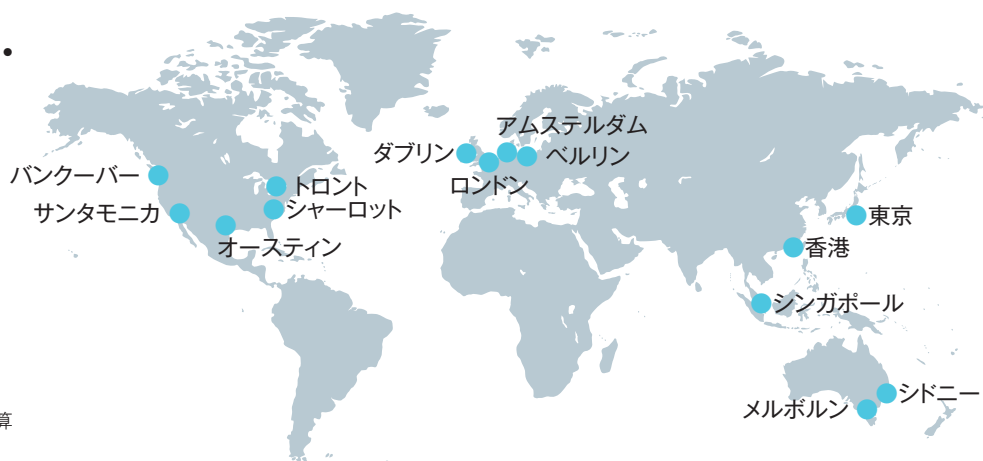 •
アムステルダム
ダブリン
ベルリン
ロンドン
バンクーバー
トロント
サンタモニカ
シャーロット
オースティン
東京
香港
シンガポール
シドニー
メルボルン
算